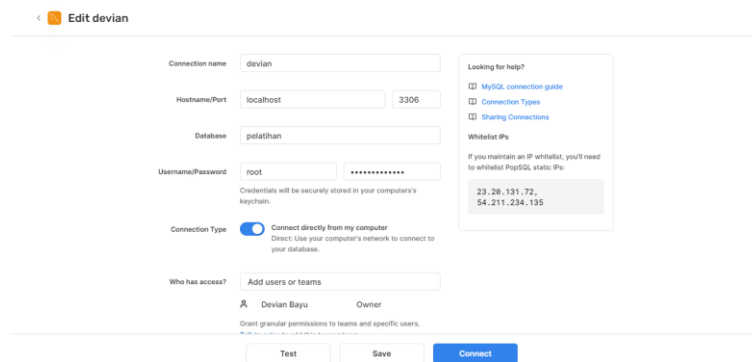 Edit devian
Connection name
devian
Hostname/Port
localhost
3306
Database
pelatihan
Username/Password
root
•••••••••••••
Credentials will be securely stored in your computers's
keychain.
Connection Type
Connect directly from my computer
Direct: Use your computer's network to connect to
your database.
Who has access?
Add users or teams
Devian Bayu
Owner
Grant granular permissions to teams and specific users.
Test
Save
Connect
Looking for help?
MySQL connection guide
Connection Types
Sharing Connections
Whitelist IPs
If you maintain an IP whitelist, you'll need
to whitelist PopSQL static IPs:
23.20.131.72,
54.211.234.135